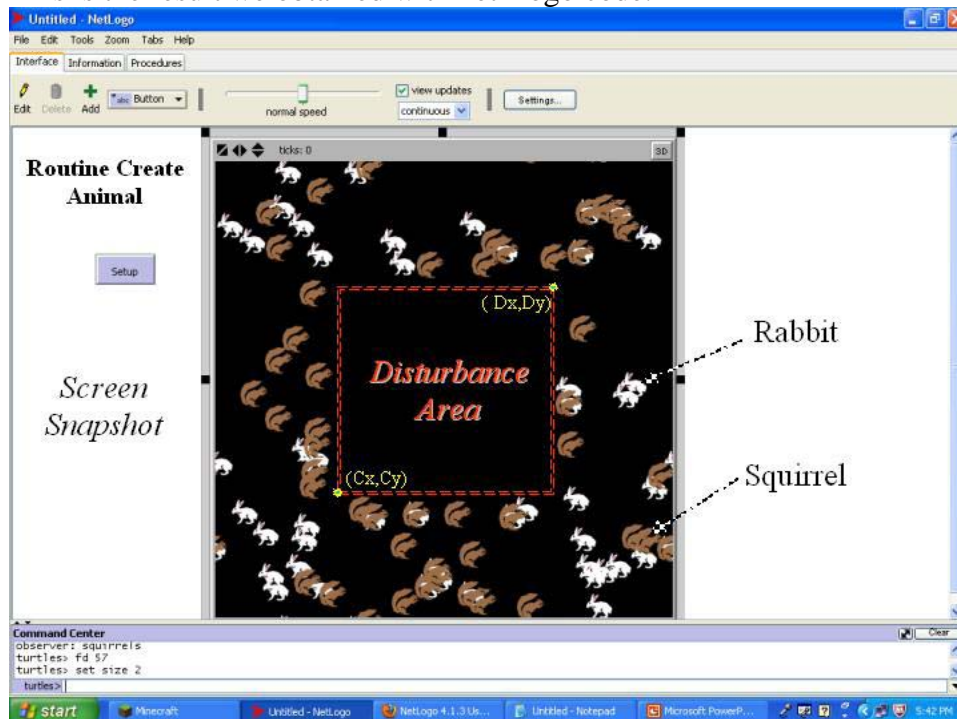 Untitled - NetLogo
File Edit Tools Zoom Tabs Help
Interface Information Procedures
Edit Delete Add
abc Button
normal speed
view updates
continuous
Settings...
ticks: 0
3D
Routine Create
Animal
Setup
Screen
Snapshot
( Dx,Dy)
Disturbance
Area
(Cx,Cy)
Rabbit
Squirrel
Command Center
Clear
observer: squirrels
turtles> fd 57
turtles> set size 2
turtles>
start
Minecraft
Untitled - NetLogo
NetLogo 4.1.3 Us...
Untitled - Notepad
Microsoft PowerP...
5:42 PM